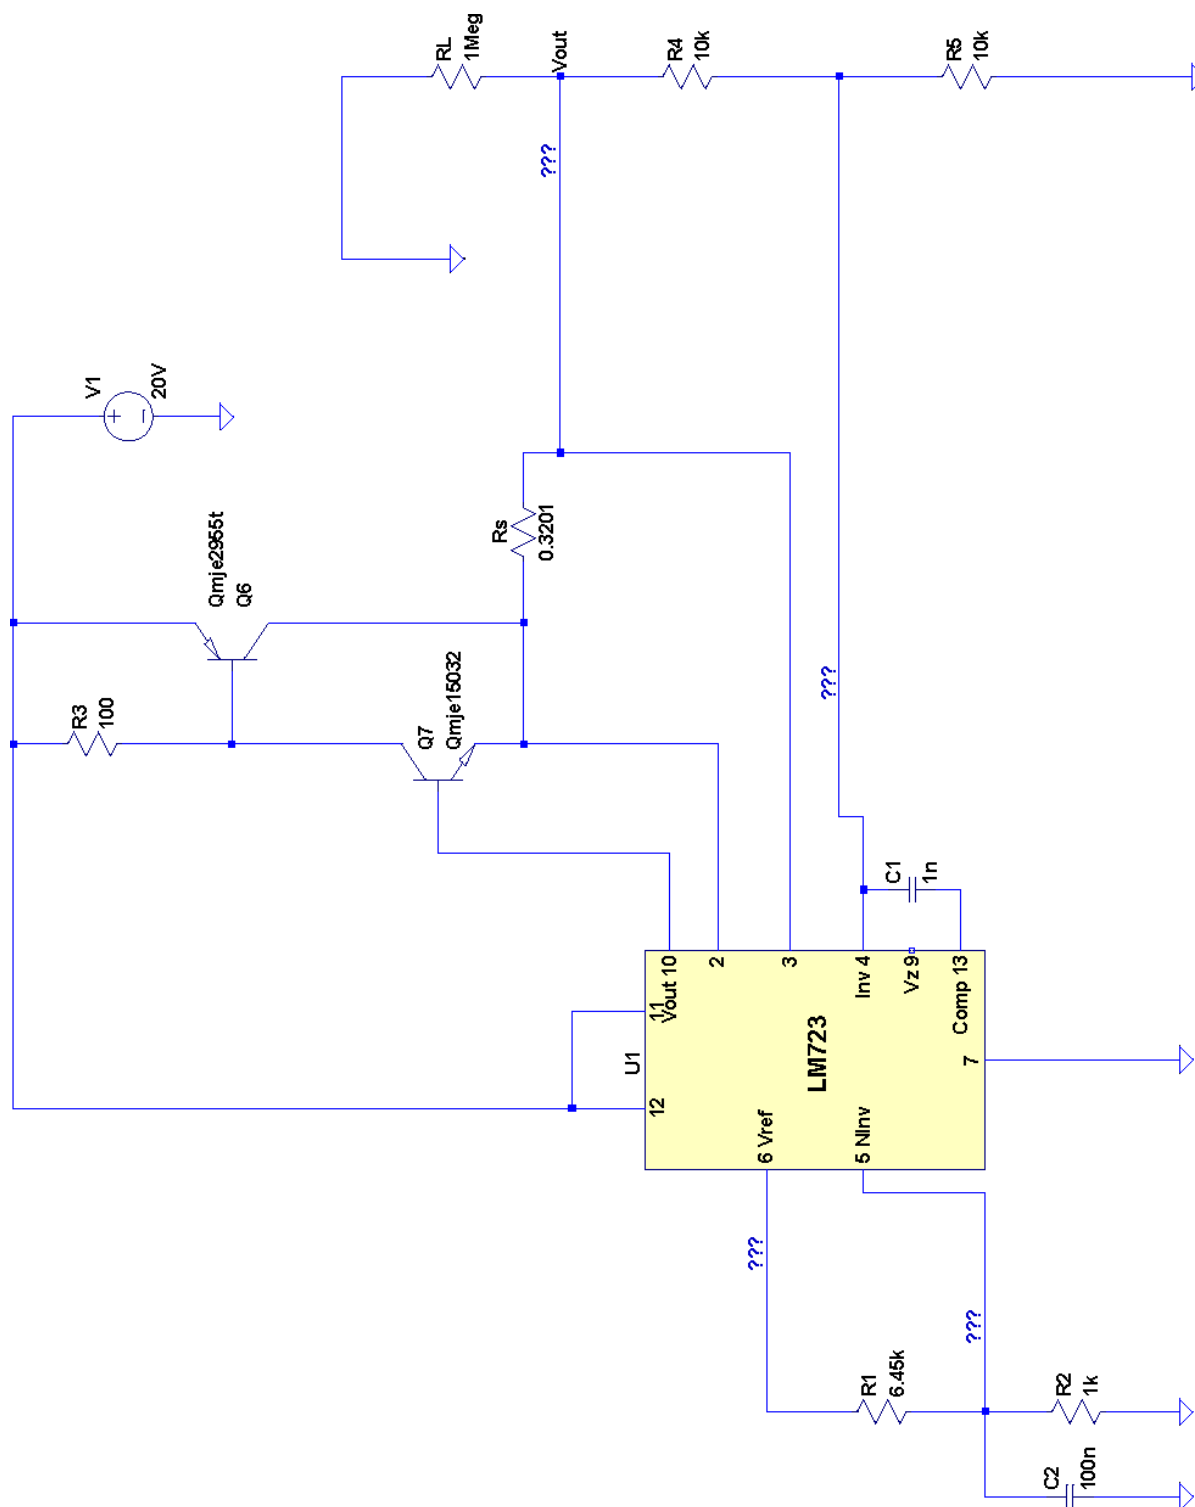 RL
1Meg
Vout
R4
10k
R5
10k
???
V1
20V
Qmje2955t
Q6
Rs
0.3201
R3
100
Q7
Qmje15032
???
U1
LM723
11
Vout 10
2
3
Inv 4
Vz 9
Comp 13
12
7
6 Vref
5 NInv
C1
1n
???
???
R1
6.45k
R2
1k
C2
100n